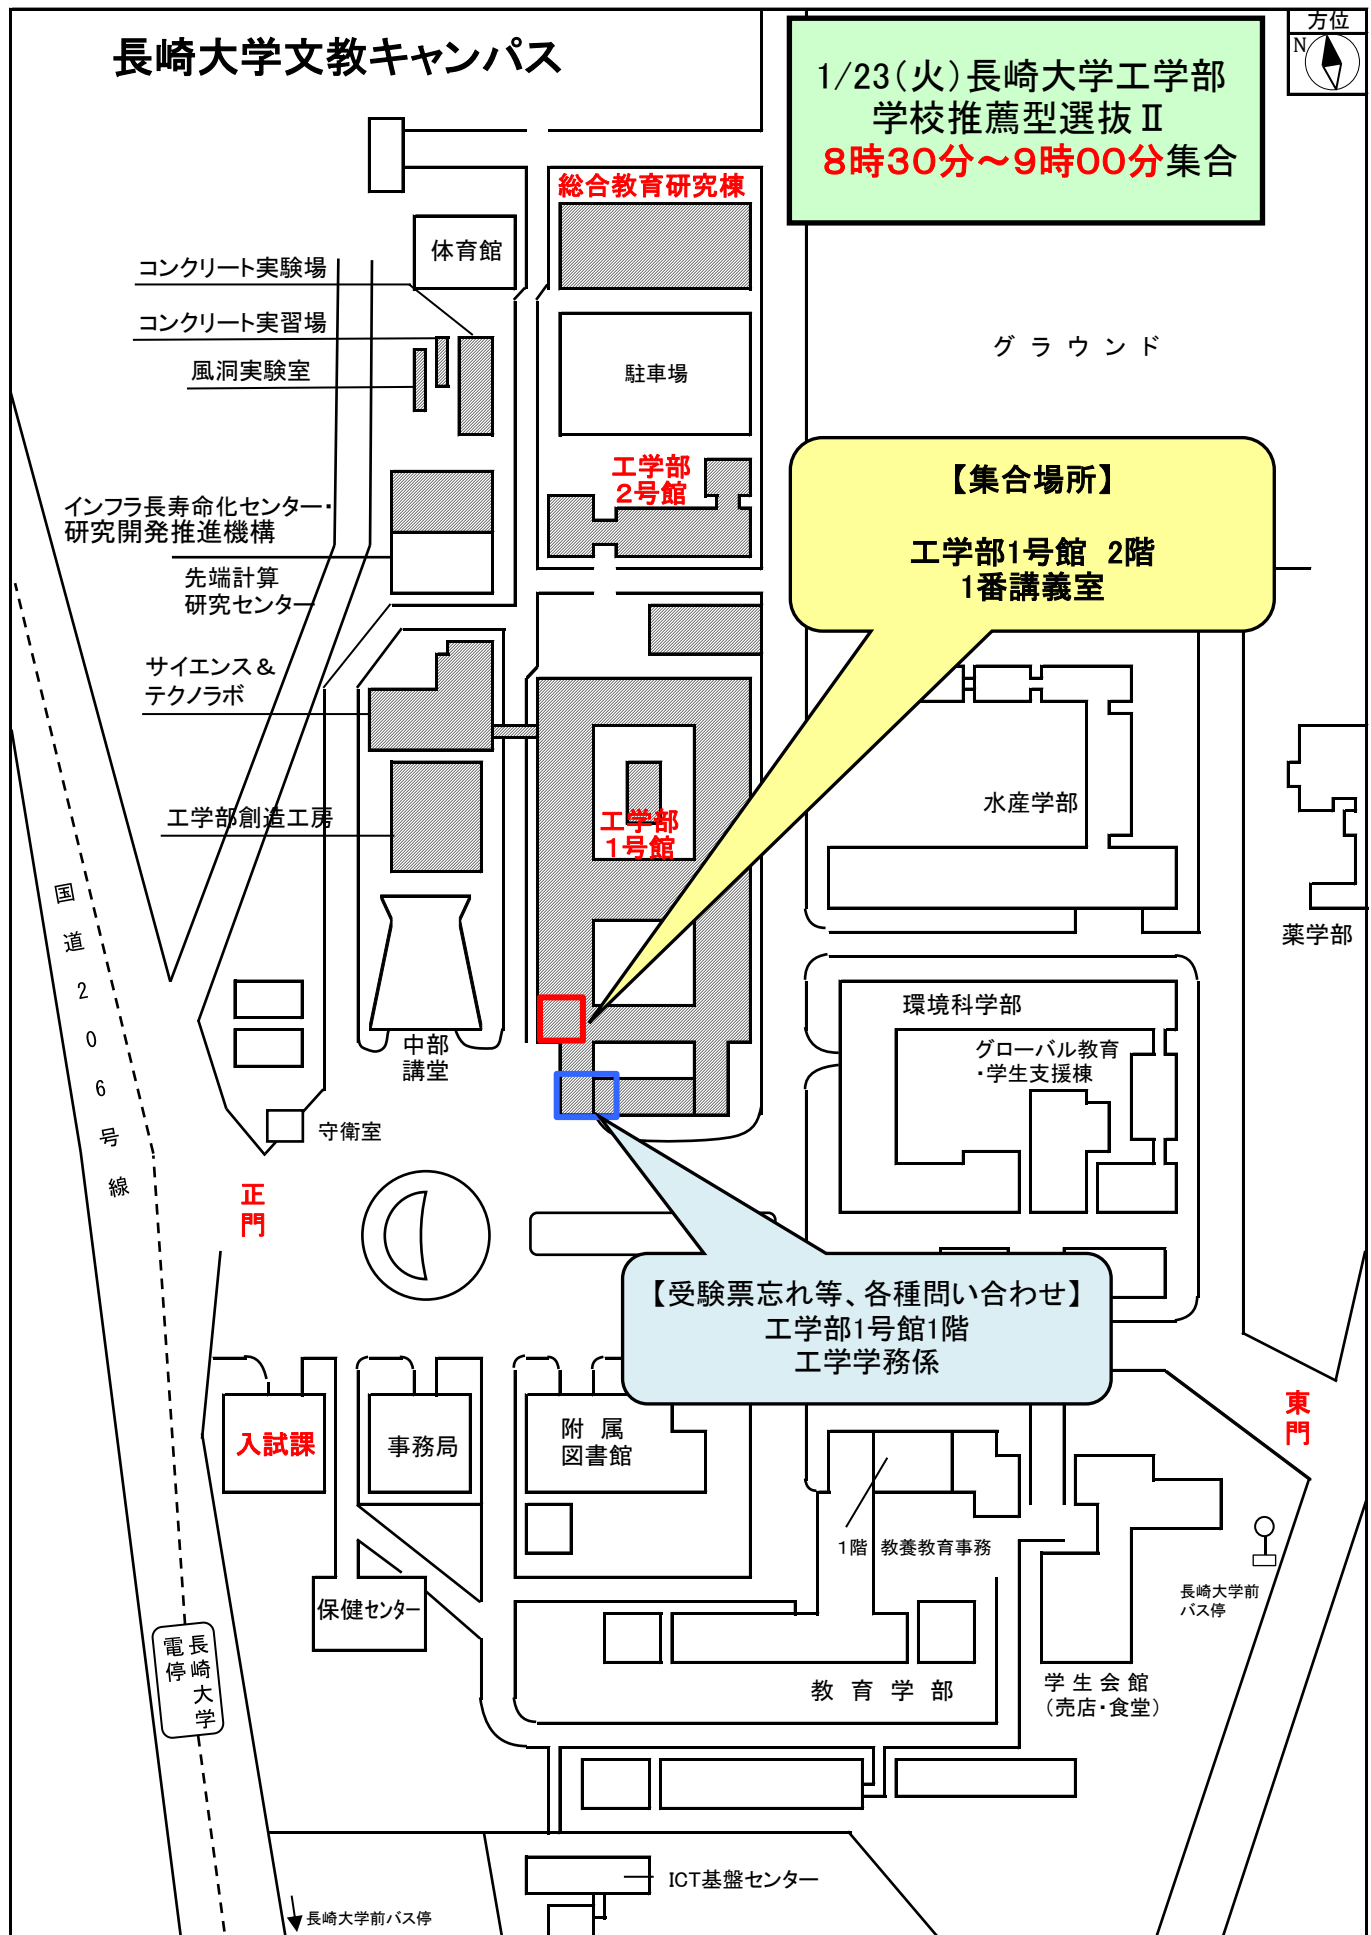 長崎大学文教キャンパス
方位
N
1/23(火)長崎大学工学部
学校推薦型選抜Ⅱ
8時30分～9時00分集合
総合教育研究棟
体育館
コンクリート実験場
コンクリート実習場
風洞実験室
駐車場
グラウンド
工学部
2号館
【集合場所】
工学部1号館 2階
1番講義室
インフラ長寿命化センター・
研究開発推進機構
先端計算
研究センター
サイエンス＆
テクノラボ
工学部創造工房
工学部
1号館
水産学部
薬学部
国道206号線
中部
講堂
環境科学部
グローバル教育
・学生支援棟
守衛室
正門
【受験票忘れ等、各種問い合わせ】
工学部1号館1階
工学学務係
入試課
事務局
附属
図書館
東門
1階 教養教育事務
長崎大学前
バス停
保健センター
長崎大学
電停
教育学部
学生会館
（売店・食堂）
ICT基盤センター
長崎大学前バス停